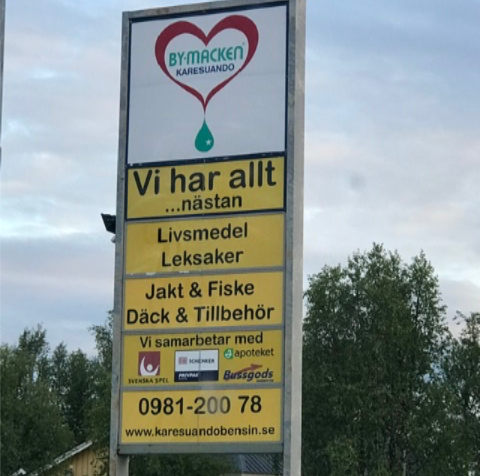 BY-MACKEN
KARESUANDO
Vi har allt
...nästan
Livsmedel
Leksaker
Jakt & Fiske
Däck & Tillbehör
Vi samarbetar med
SVENSKA SPEL
SCHENKER
PRIVPAK
apoteket
Bussgods
0981-200 78
www.karesuandobensin.se